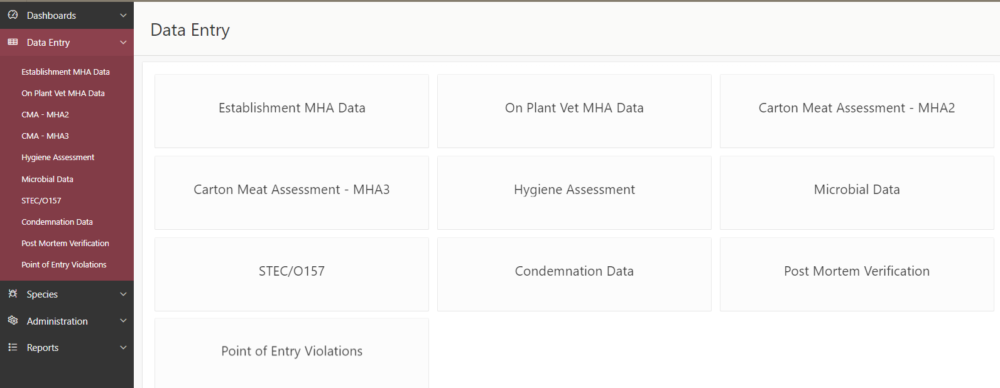 Dashboards
Data Entry
Establishment MHA Data
On Plant Vet MHA Data
CMA - MHA2
CMA - MHA3
Hygiene Assessment
Microbial Data
STEC/O157
Condemnation Data
Post Mortem Verification
Point of Entry Violations
Species
Administration
Reports
Data Entry
Establishment MHA Data
On Plant Vet MHA Data
Carton Meat Assessment - MHA2
Carton Meat Assessment - MHA3
Hygiene Assessment
Microbial Data
STEC/O157
Condemnation Data
Post Mortem Verification
Point of Entry Violations